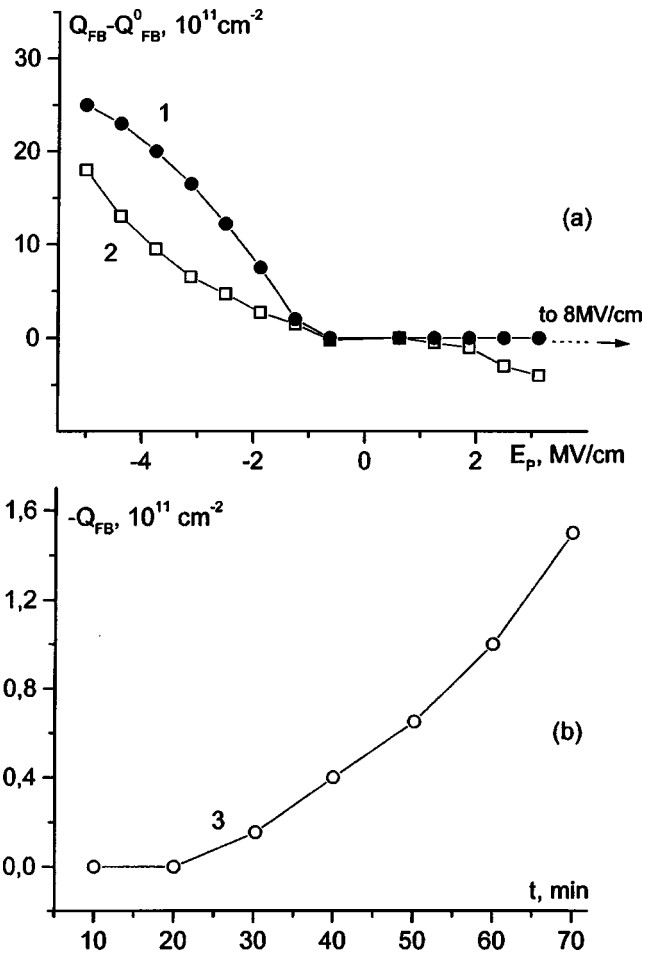 Q_FB-Q^0_FB, 10^11 cm^-2
30
1
20
(a)
2
10
to 8MV/cm
0
-4 -2 0 2 E_P, MV/cm
1,6 -Q_FB, 10^11 cm^-2
1,2
0,8
(b)
0,4
3
0,0
t, min
10 20 30 40 50 60 70